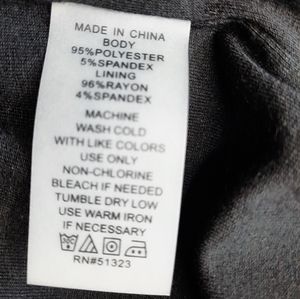 MADE IN CHINA
BODY
95%POLYESTER
5%SPANDEX
LINING
96%RAYON
4%SPANDEX
MACHINE
WASH COLD
WITH LIKE COLORS
USE ONLY
NON-CHLORINE
BLEACH IF NEEDED
TUMBLE DRY LOW
USE WARM IRON
IF NECESSARY
RN#51323